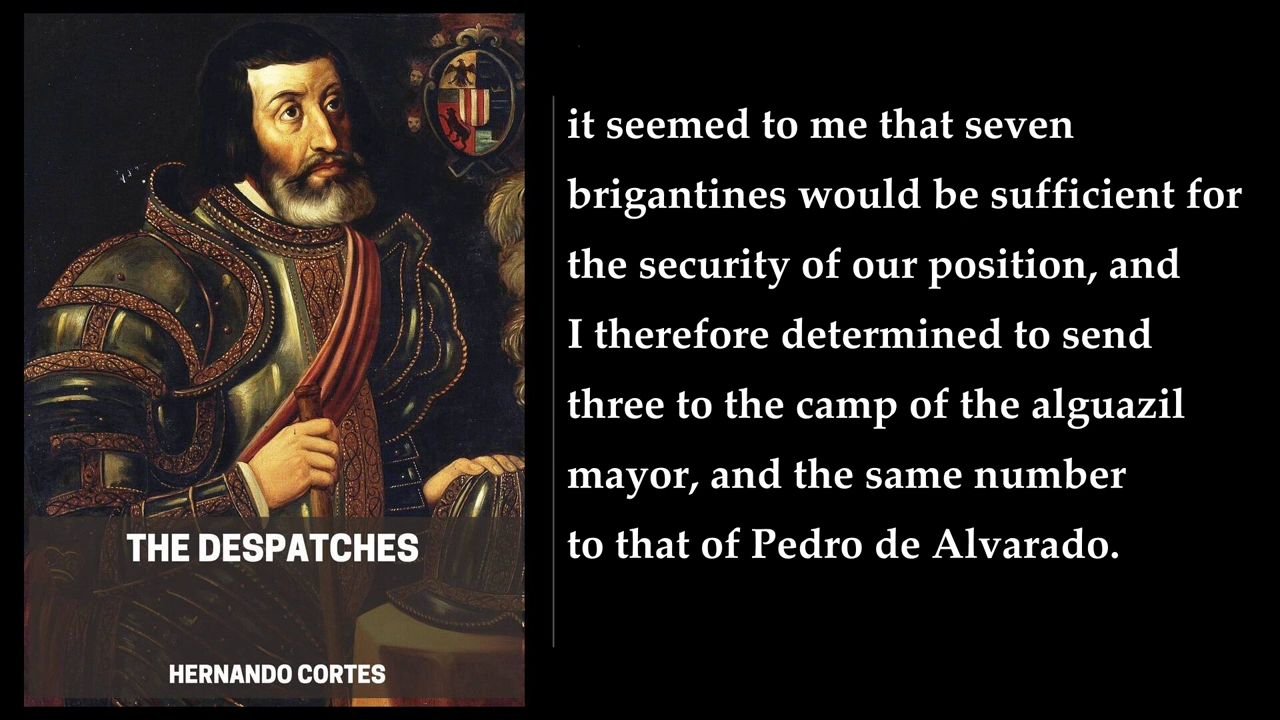 THE DESPATCHES
HERNANDO CORTES
it seemed to me that seven
brigantines would be sufficient for
the security of our position, and
I therefore determined to send
three to the camp of the alguazil
mayor, and the same number
to that of Pedro de Alvarado.